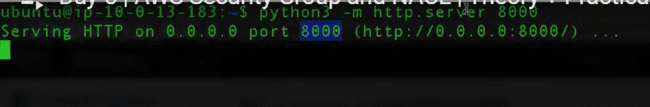 ubuntu@ip-10-0-13-183:~$ python3 -m http.server 8000
Serving HTTP on 0.0.0.0 port 8000 (http://0.0.0.0:8000/) ...